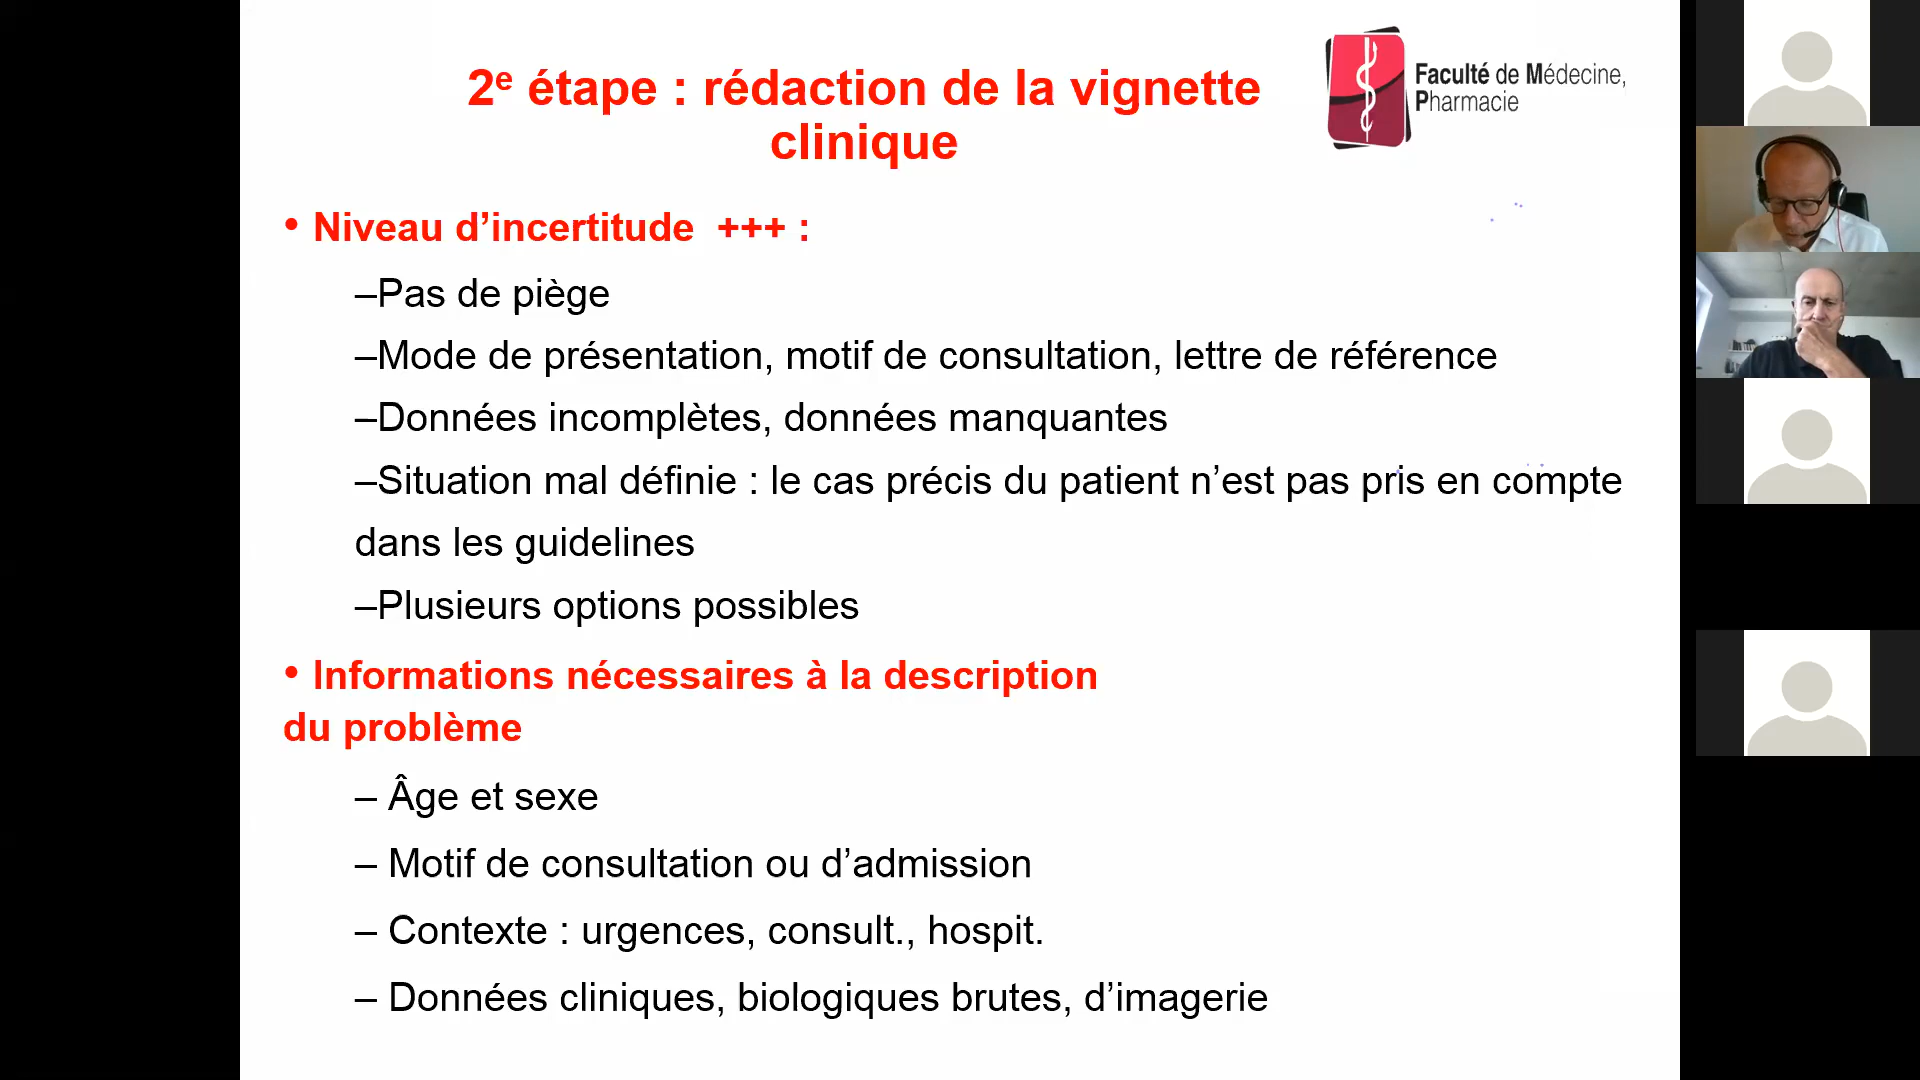 2e étape : rédaction de la vignette
clinique
Faculté de Médecine,
Pharmacie
• Niveau d’incertitude +++ :
–Pas de piège
–Mode de présentation, motif de consultation, lettre de référence
–Données incomplètes, données manquantes
–Situation mal définie : le cas précis du patient n’est pas pris en compte
dans les guidelines
–Plusieurs options possibles
• Informations nécessaires à la description
du problème
– Âge et sexe
– Motif de consultation ou d’admission
– Contexte : urgences, consult., hospit.
– Données cliniques, biologiques brutes, d’imagerie